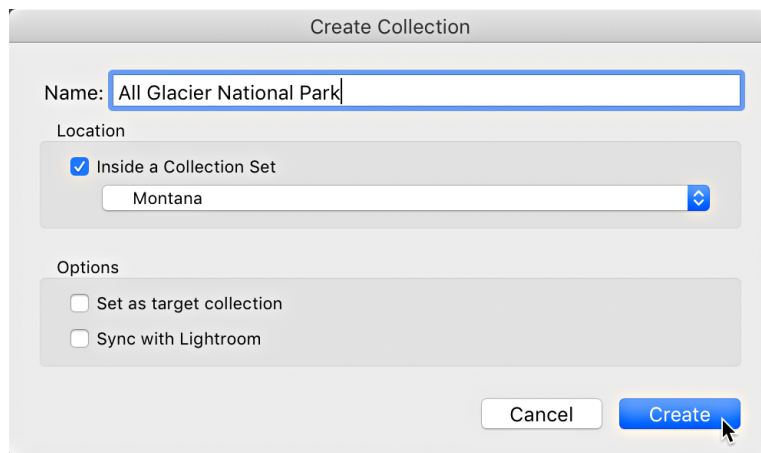 Create Collection
Name: All Glacier National Park
Location
Inside a Collection Set
Montana
Options
Set as target collection
Sync with Lightroom
Cancel Create